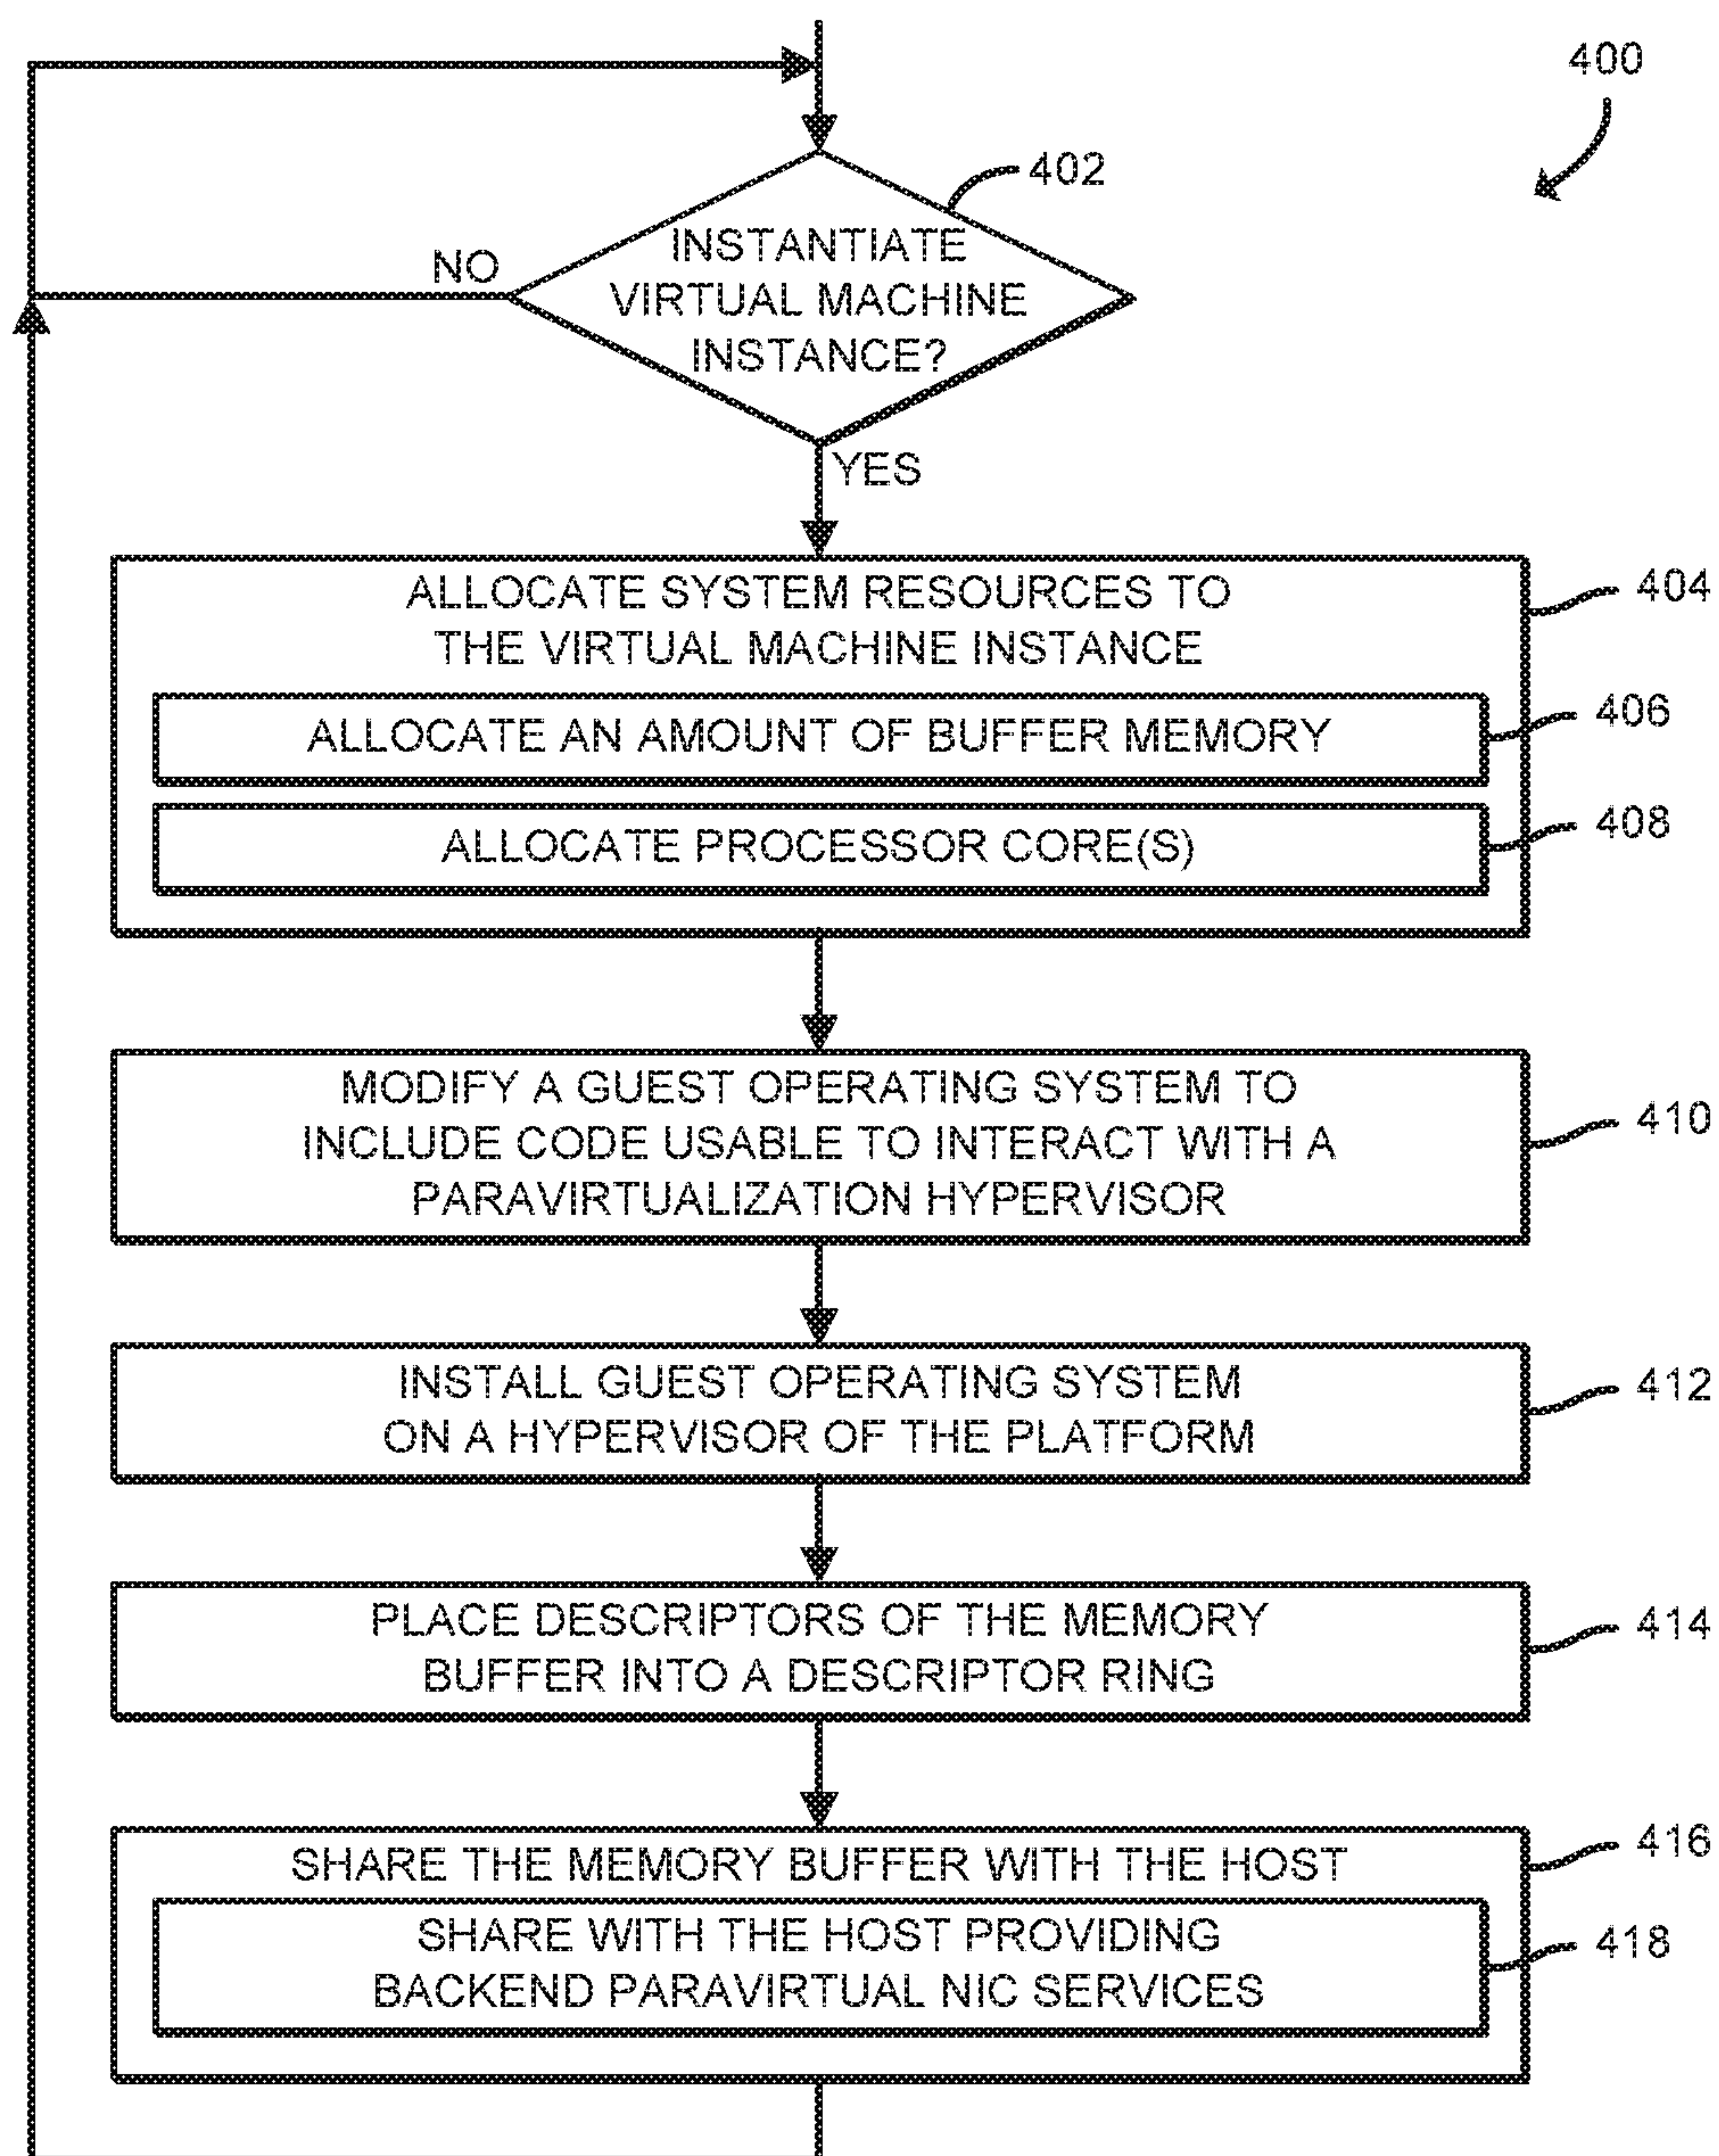 400
402
INSTANTIATE
VIRTUAL MACHINE
INSTANCE?
NO
YES
ALLOCATE SYSTEM RESOURCES TO
THE VIRTUAL MACHINE INSTANCE
404
ALLOCATE AN AMOUNT OF BUFFER MEMORY
406
ALLOCATE PROCESSOR CORE(S)
408
MODIFY A GUEST OPERATING SYSTEM TO
INCLUDE CODE USABLE TO INTERACT WITH A
PARAVIRTUALIZATION HYPERVISOR
410
INSTALL GUEST OPERATING SYSTEM
ON A HYPERVISOR OF THE PLATFORM
412
PLACE DESCRIPTORS OF THE MEMORY
BUFFER INTO A DESCRIPTOR RING
414
SHARE THE MEMORY BUFFER WITH THE HOST
416
SHARE WITH THE HOST PROVIDING
BACKEND PARAVIRTUAL NIC SERVICES
418